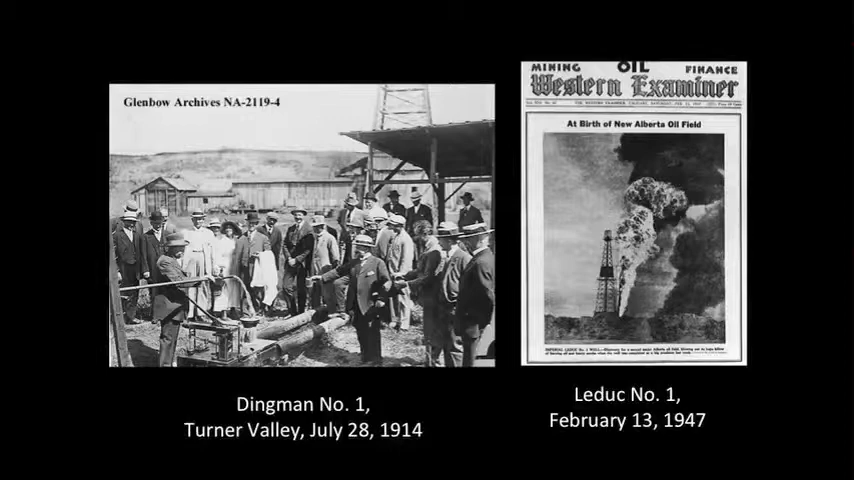 Glenbow Archives NA-2119-4
MINING OIL FINANCE
Western Examiner
At Birth of New Alberta Oil Field
Dingman No. 1,
Turner Valley, July 28, 1914
Leduc No. 1,
February 13, 1947